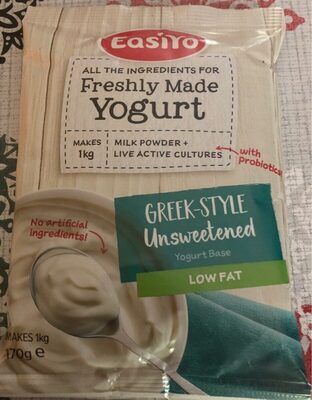 EasiYo
ALL THE INGREDIENTS FOR
Freshly Made
Yogurt
MAKES
1kg
MILK POWDER +
LIVE ACTIVE CULTURES
with
probiotics
No artificial
ingredients!
GREEK-STYLE
Unsweetened
Yogurt Base
LOW FAT
MAKES 1kg
170g e